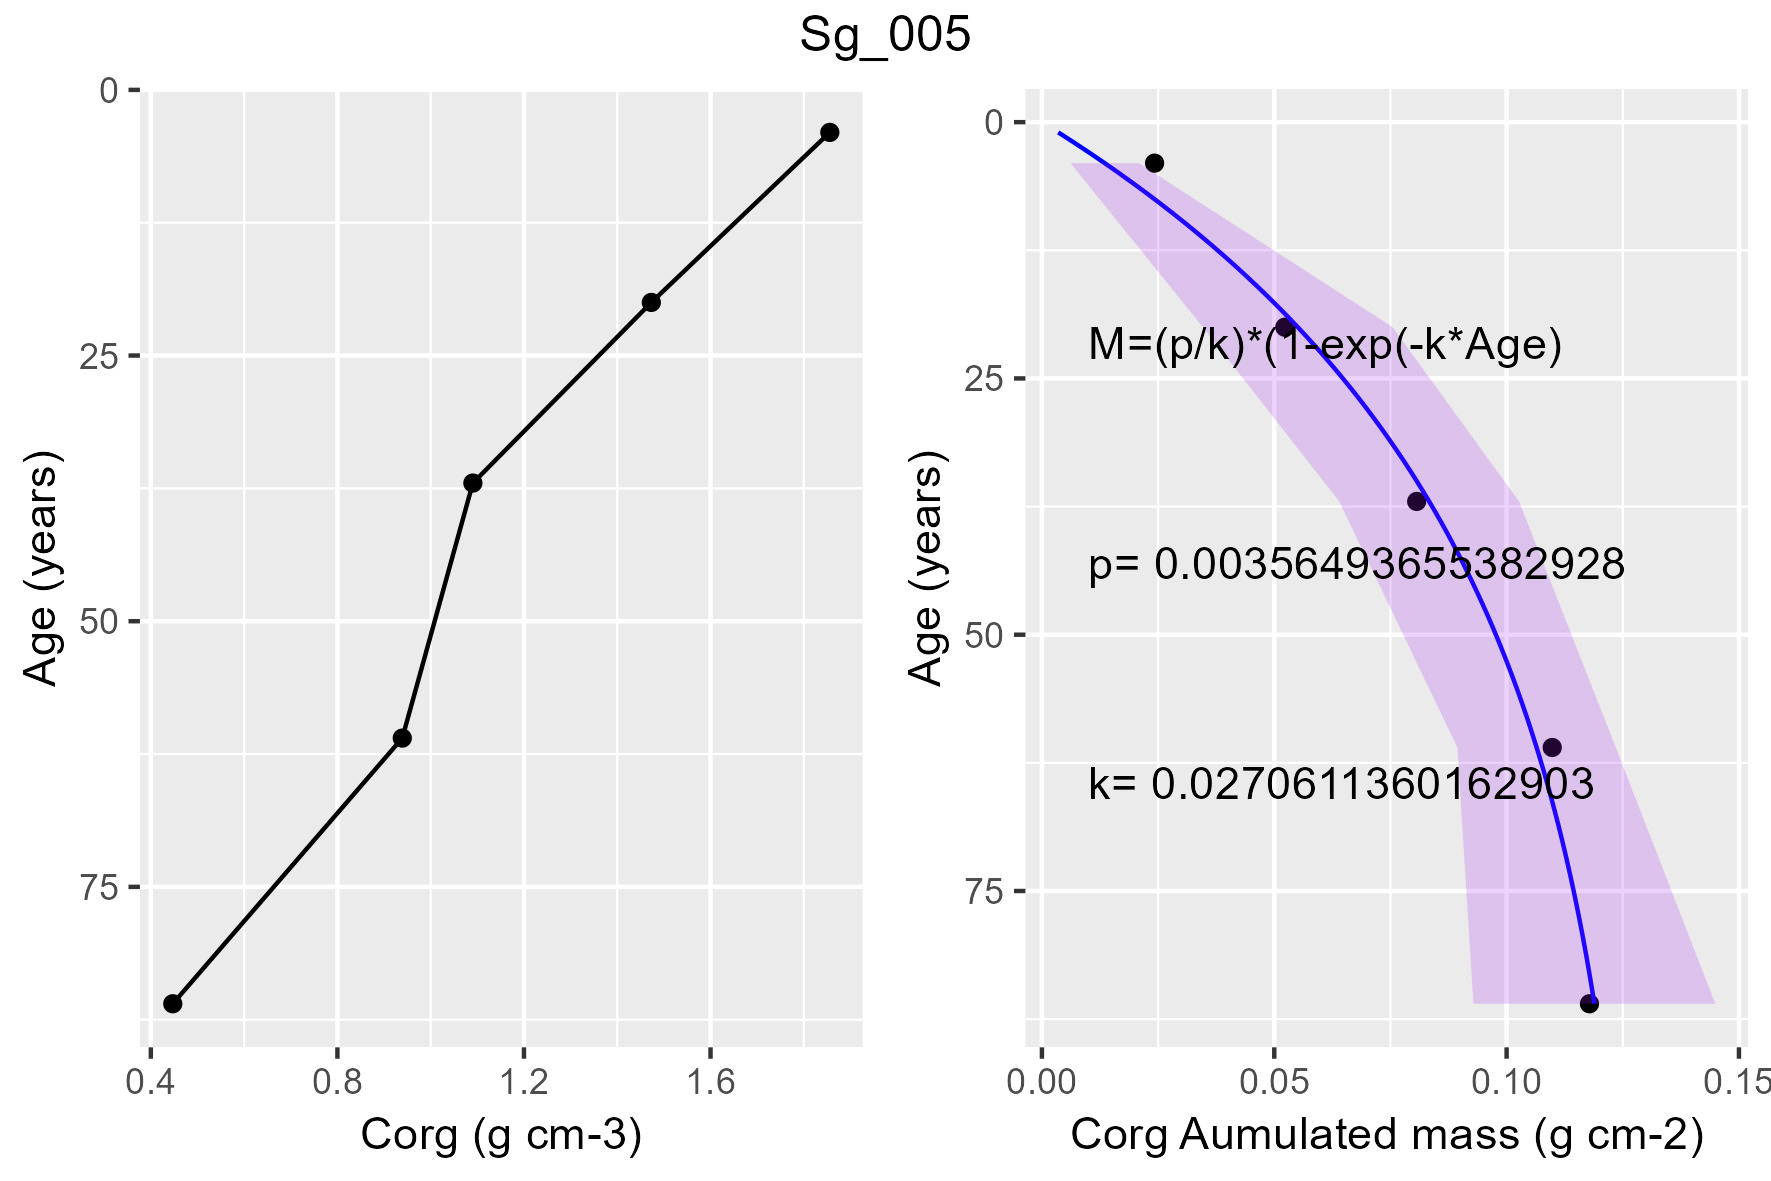 Sg_005
0
25
50
75
Age (years)
0.4
0.8
1.2
1.6
Corg (g cm-3)
0
25
50
75
Age (years)
M=(p/k)*(1-exp(-k*Age)
p= 0.00356493655382928
k= 0.0270611360162903
0.00
0.05
0.10
0.15
Corg Aumulated mass (g cm-2)